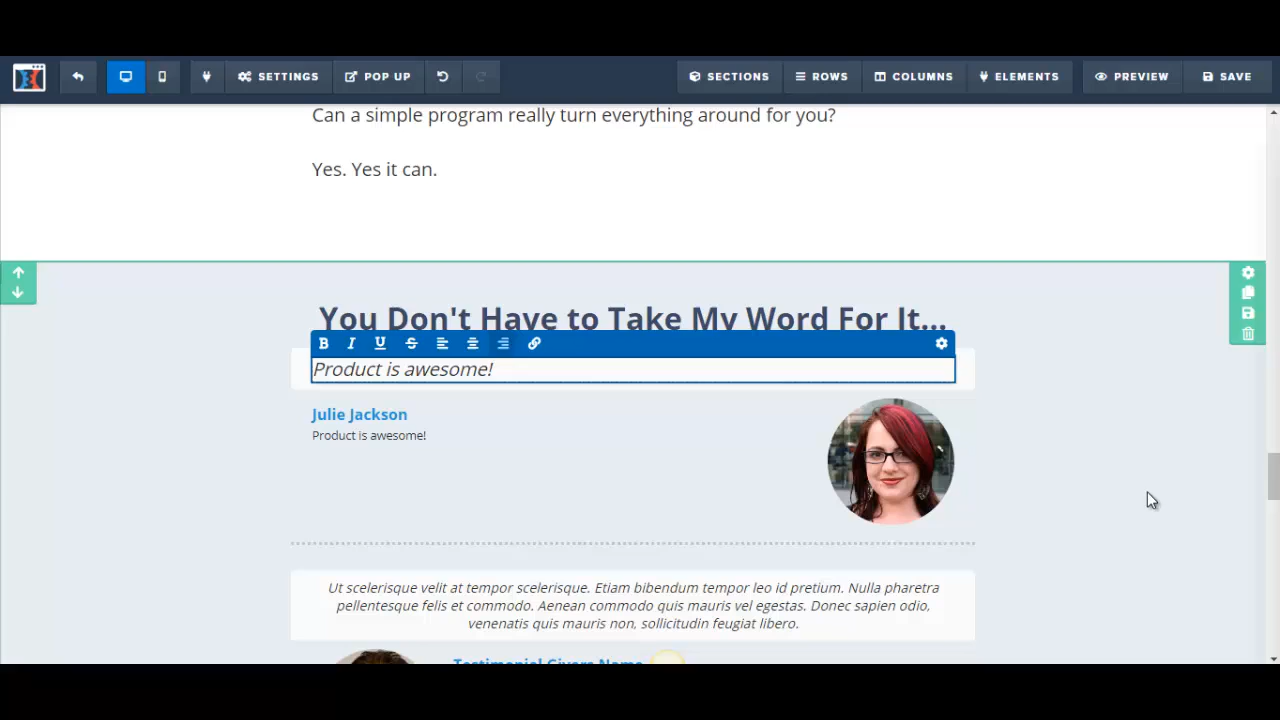 SETTINGS
POP UP
SECTIONS
ROWS
COLUMNS
ELEMENTS
PREVIEW
SAVE
Can a simple program really turn everything around for you?
Yes. Yes it can.
You Don't Have to Take My Word For It...
B I U S
Product is awesome!
Julie Jackson
Product is awesome!
Ut scelerisque velit at tempor scelerisque. Etiam bibendum tempor leo id pretium. Nulla pharetra
pellentesque felis et commodo. Aenean commodo quis mauris vel egestas. Donec sapien odio,
venenatis quis mauris non, sollicitudin feugiat libero.
Testimonial Givers Name